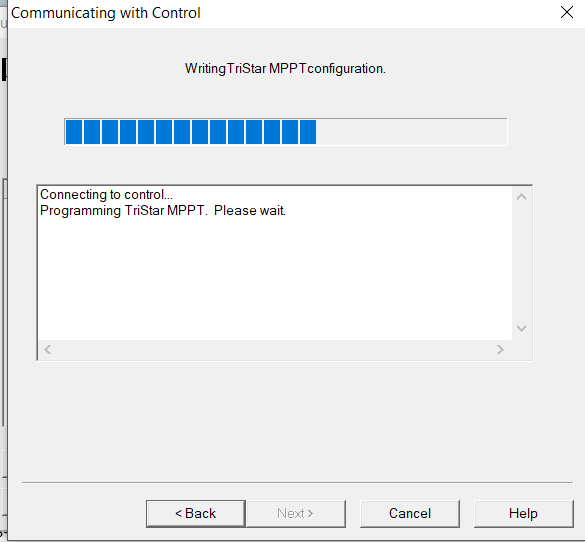 Communicating with Control
WritingTriStar MPPTconfiguration.
Connecting to control...
Programming TriStar MPPT.  Please wait.
< Back
Next >
Cancel
Help